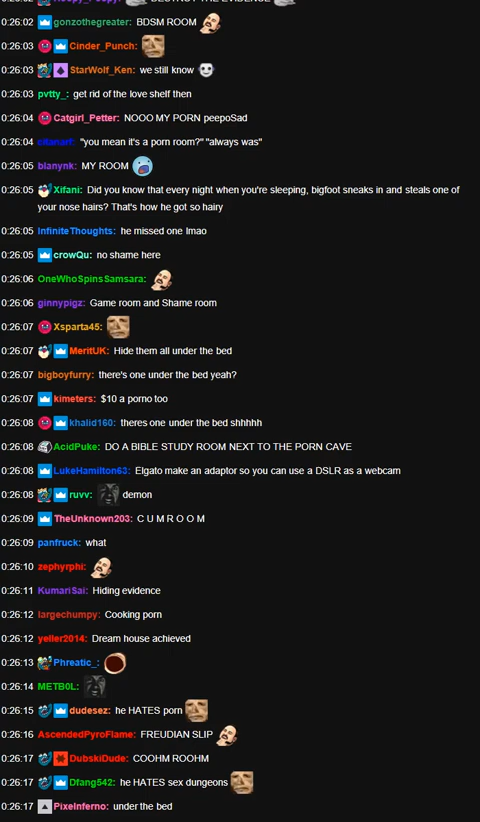 DESTROY THE EVIDENCE
0:26:02 gonzothegreater: BDSM ROOM
0:26:03 Cinder_Punch:
0:26:03 StarWolf_Ken: we still know
0:26:03 pvtty_: get rid of the love shelf then
0:26:04 Catgirl_Petter: NOOO MY PORN peepoSad
0:26:04 "you mean it's a porn room?" "always was"
0:26:05 blanynk: MY ROOM
0:26:05 Xifani: Did you know that every night when you're sleeping, bigfoot sneaks in and steals one of
your nose hairs? That's how he got so hairy
0:26:05 InfiniteThoughts: he missed one lmao
0:26:05 crowQu: no shame here
0:26:06 OneWhoSpinsSamsara:
0:26:06 ginnypigz: Game room and Shame room
0:26:07 Xsparta45:
0:26:07 MeritUK: Hide them all under the bed
0:26:07 bigboyfurry: there's one under the bed yeah?
0:26:07 kimeters: $10 a porno too
0:26:08 khalid160: theres one under the bed shhhhh
0:26:08 AcidPuke: DO A BIBLE STUDY ROOM NEXT TO THE PORN CAVE
0:26:08 LukeHamilton63: Elgato make an adaptor so you can use a DSLR as a webcam
0:26:08 ruvv: demon
0:26:09 TheUnknown203: C U M R O O M
0:26:09 panfruck: what
0:26:10 zephyrphi:
0:26:11 KumariSai: Hiding evidence
0:26:12 largechumpy: Cooking porn
0:26:12 yeller2014: Dream house achieved
0:26:13 Phreatic_:
0:26:14 METB0L:
0:26:15 dudesez: he HATES porn
0:26:16 AscendedPyroFlame: FREUDIAN SLIP
0:26:17 DubskiDude: COOHM ROOHM
0:26:17 Dfang542: he HATES sex dungeons
0:26:17 PixeInferno: under the bed